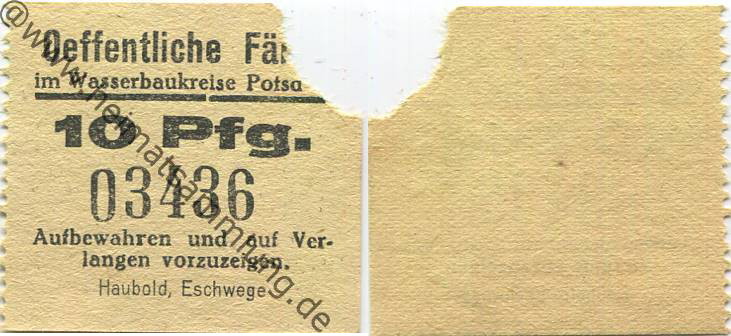 Oeffentliche Fä
im Wasserbaukreise Potsd
10 Pfg.
03436
Aufbewahren und auf Ver-
langen vorzuzeigen.
Haubold, Eschwege
@www.heimatsammlung.de